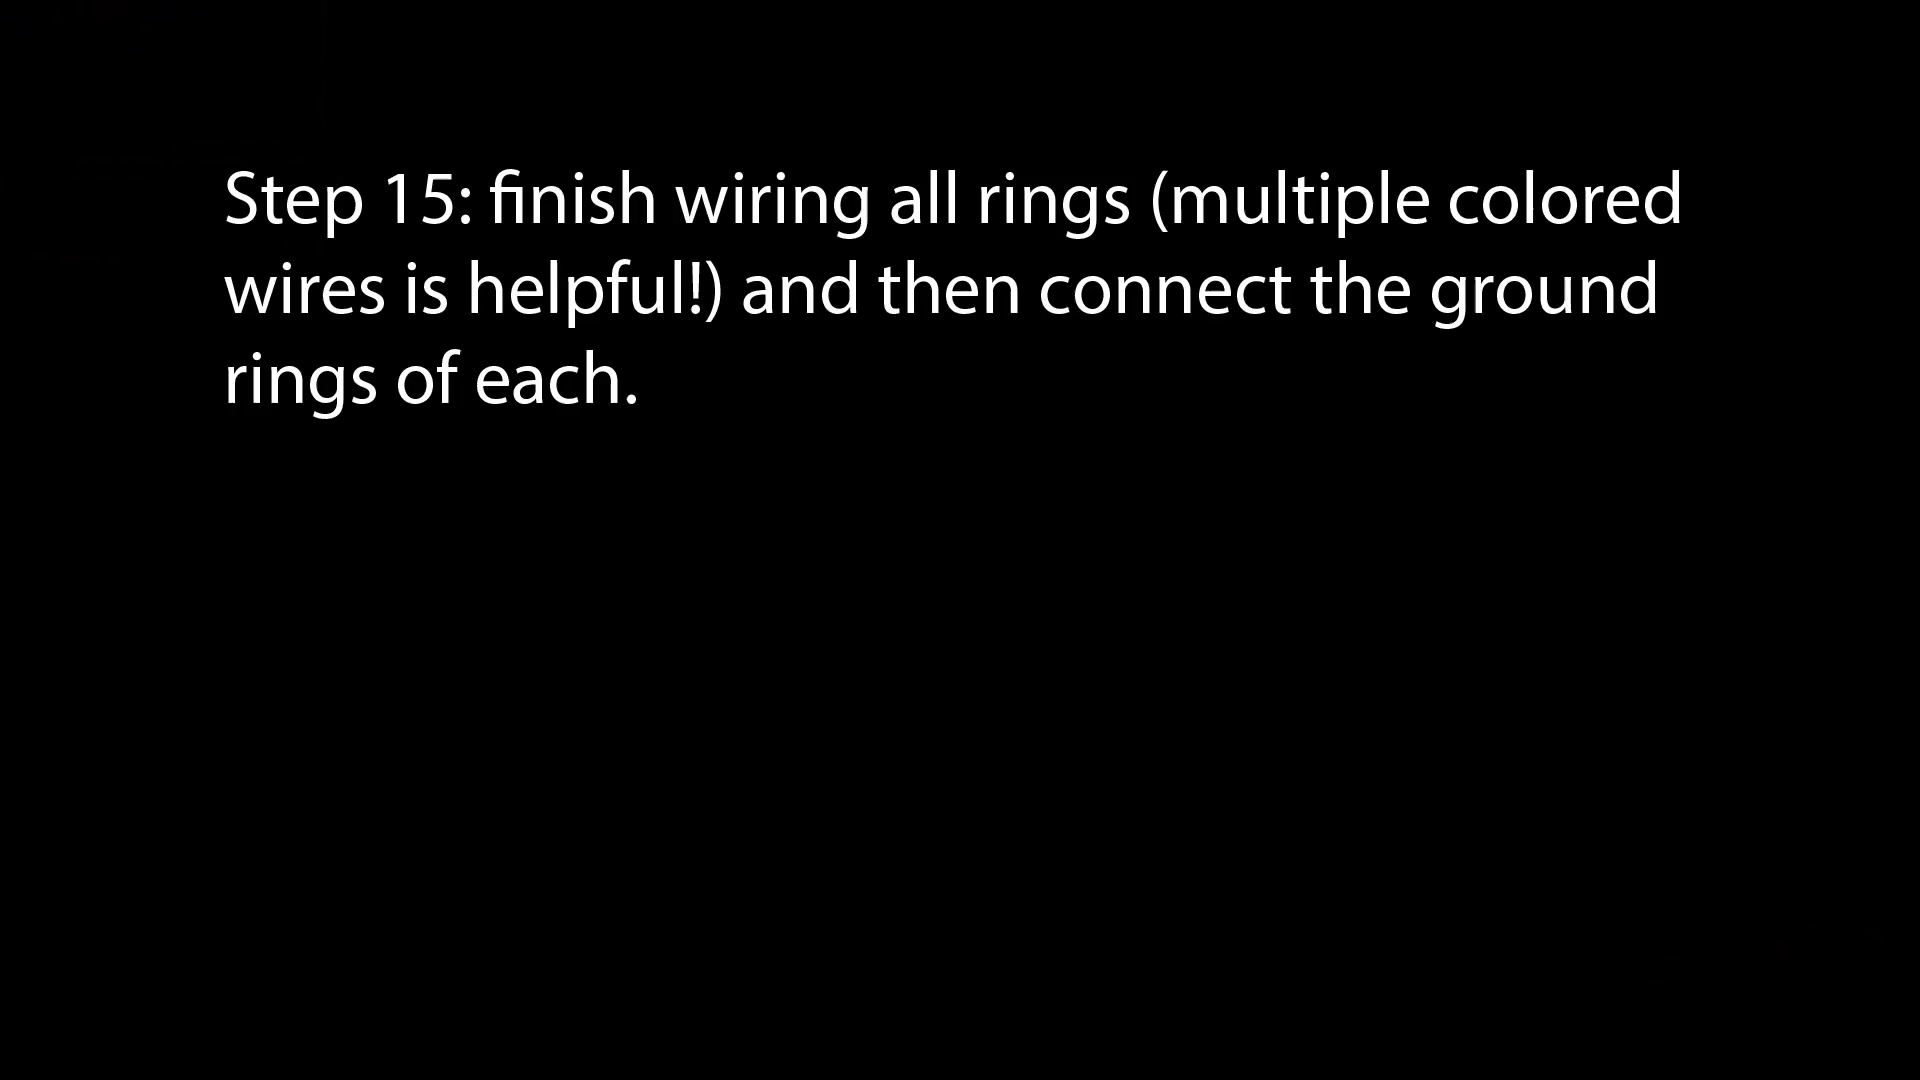 Step 15: finish wiring all rings (multiple colored
wires is helpful!) and then connect the ground
rings of each.